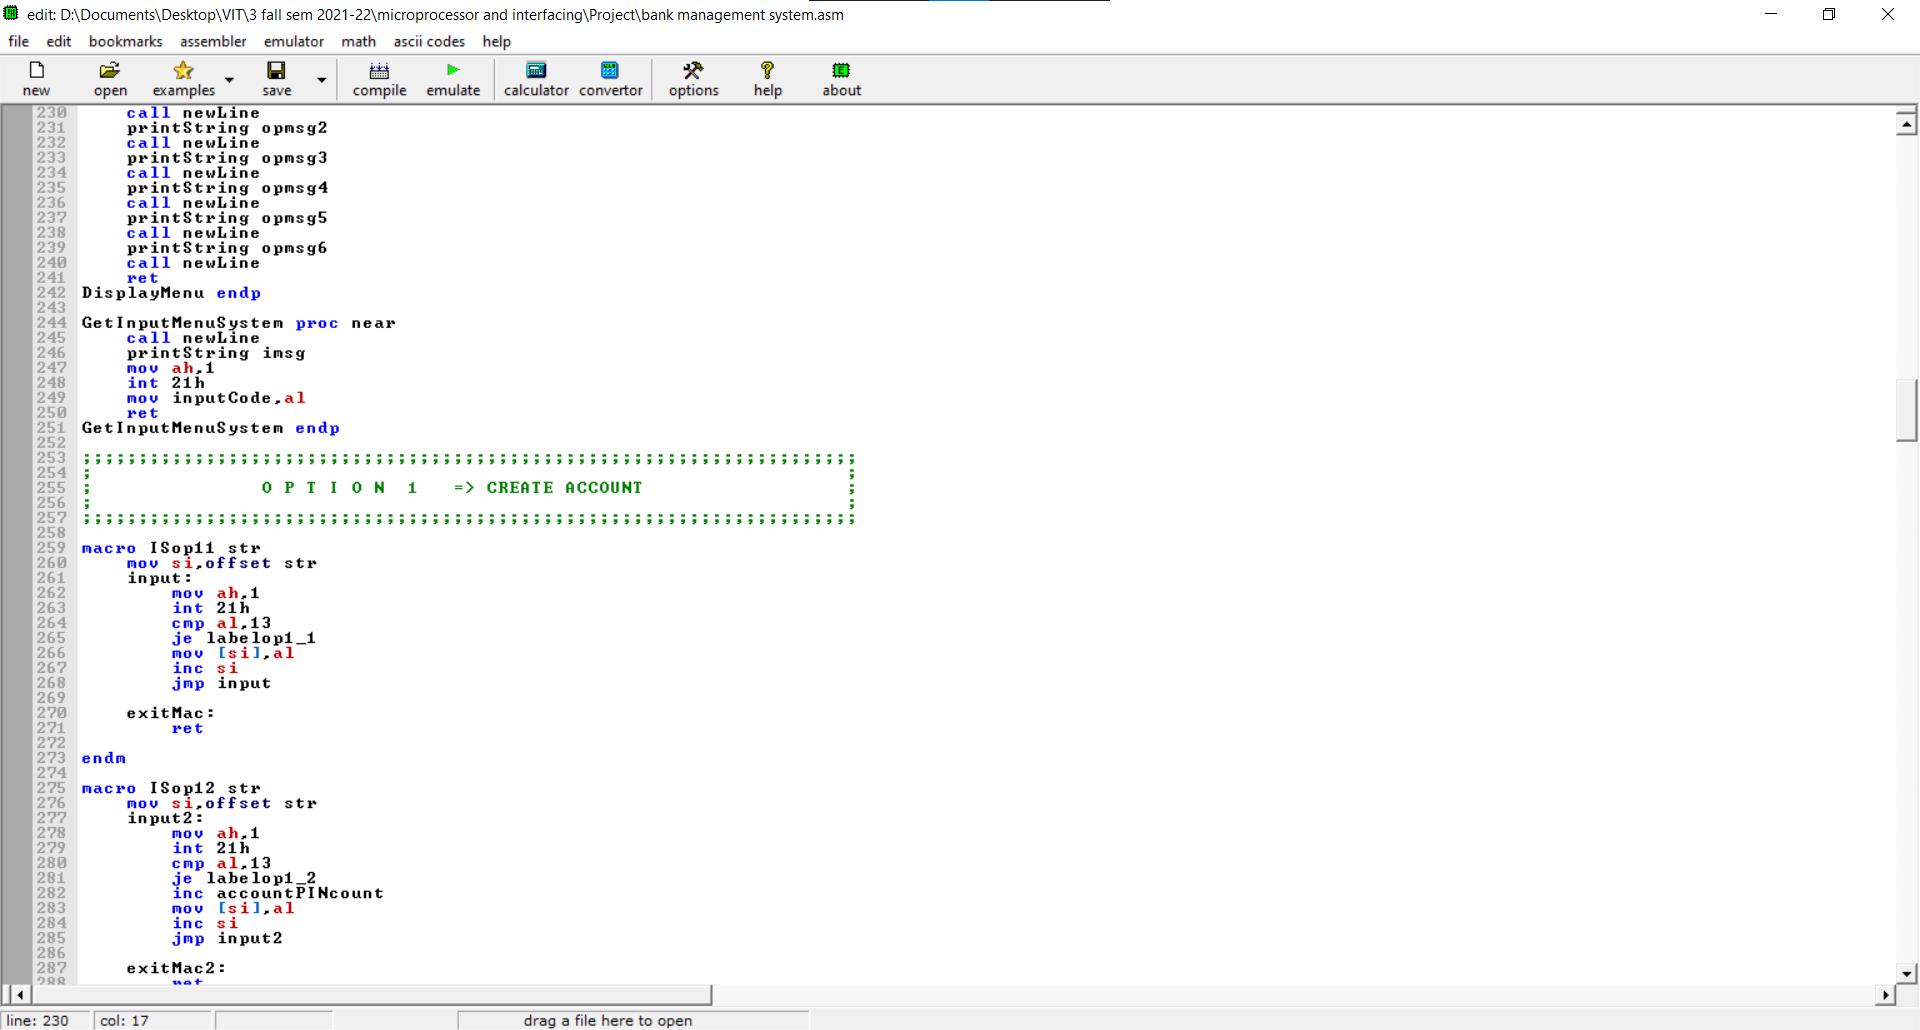 edit: D:\Documents\Desktop\VIT\3 fall sem 2021-22\microprocessor and interfacing\Project\bank management system.asm
file edit bookmarks assembler emulator math ascii codes help
new open examples save compile emulate calculator convertor options help about
230 call newLine
231 printString opmsg2
232 call newLine
233 printString opmsg3
234 call newLine
235 printString opmsg4
236 call newLine
237 printString opmsg5
238 call newLine
239 printString opmsg6
240 call newLine
241 ret
242 DisplayMenu endp
243
244 GetInputMenuSystem proc near
245 call newLine
246 printString imsg
247 mov ah,1
248 int 21h
249 mov inputCode,al
250 ret
251 GetInputMenuSystem endp
252
253 ;;;;;;;;;;;;;;;;;;;;;;;;;;;;;;;;;;;;;;;;;;;;;;;;;;;;;;;;;;;;;;;;;;;;;
254 ; ;
255 ; O P T I O N 1 => CREATE ACCOUNT ;
256 ; ;
257 ;;;;;;;;;;;;;;;;;;;;;;;;;;;;;;;;;;;;;;;;;;;;;;;;;;;;;;;;;;;;;;;;;;;;;
258
259 macro ISop11 str
260 mov si,offset str
261 input:
262 mov ah,1
263 int 21h
264 cmp al,13
265 je labelop1_1
266 mov [si],al
267 inc si
268 jmp input
269
270 exitMac:
271 ret
272
273 endm
274
275 macro ISop12 str
276 mov si,offset str
277 input2:
278 mov ah,1
279 int 21h
280 cmp al,13
281 je labelop1_2
282 inc accountPINcount
283 mov [si],al
284 inc si
285 jmp input2
286
287 exitMac2:
288 ret
line: 230 col: 17 drag a file here to open